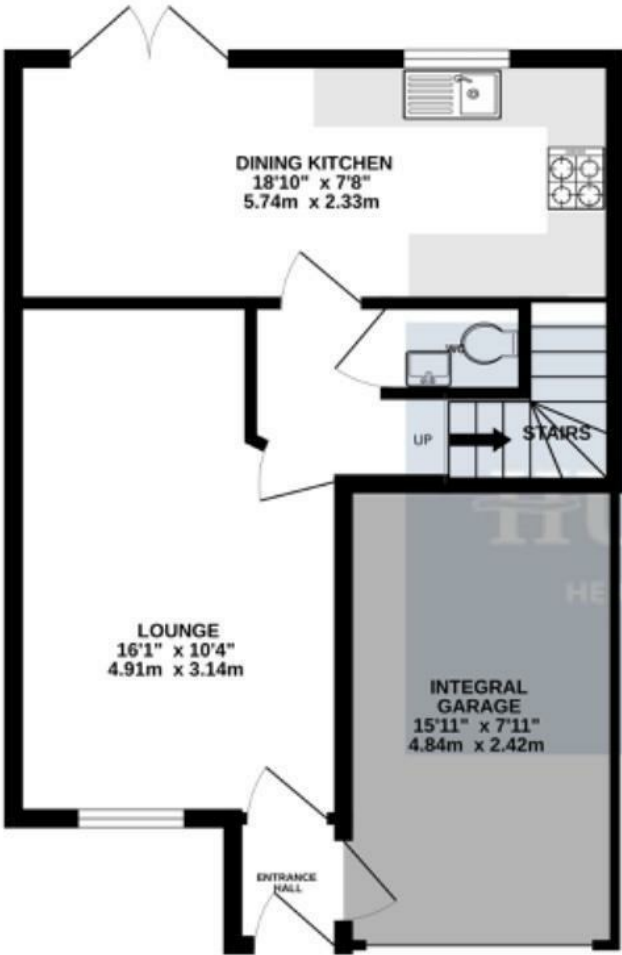 DINING KITCHEN
18'10" x 7'8"
5.74m x 2.33m
WC
UP
STAIRS
LOUNGE
16'1" x 10'4"
4.91m x 3.14m
INTEGRAL
GARAGE
15'11" x 7'11"
4.84m x 2.42m
ENTRANCE
HALL